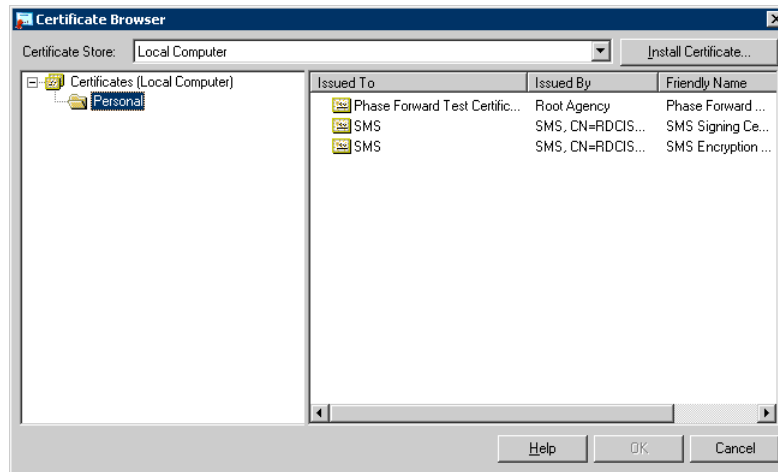 Certificate Browser
Certificate Store: Local Computer Install Certificate...
Certificates (Local Computer)
Personal
Issued To Issued By Friendly Name
Phase Forward Test Certific... Root Agency Phase Forward ...
SMS SMS, CN=RDCIS... SMS Signing Ce...
SMS SMS, CN=RDCIS... SMS Encryption ...
Help OK Cancel